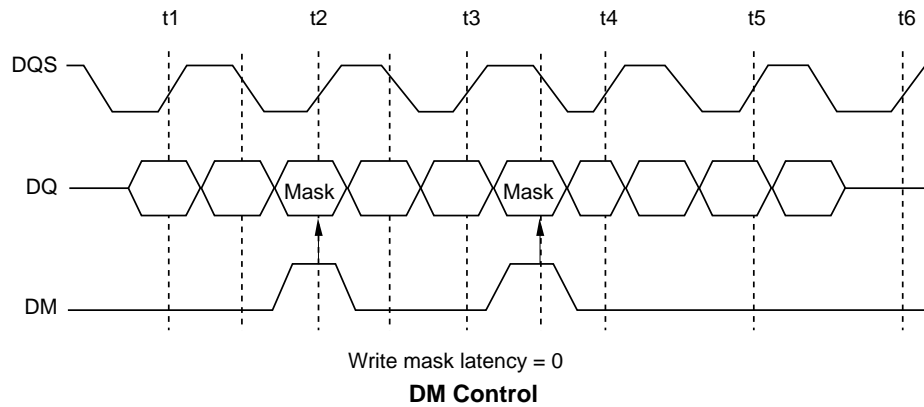 t1 t2 t3 t4 t5 t6
DQS
DQ Mask Mask
DM
Write mask latency = 0
DM Control